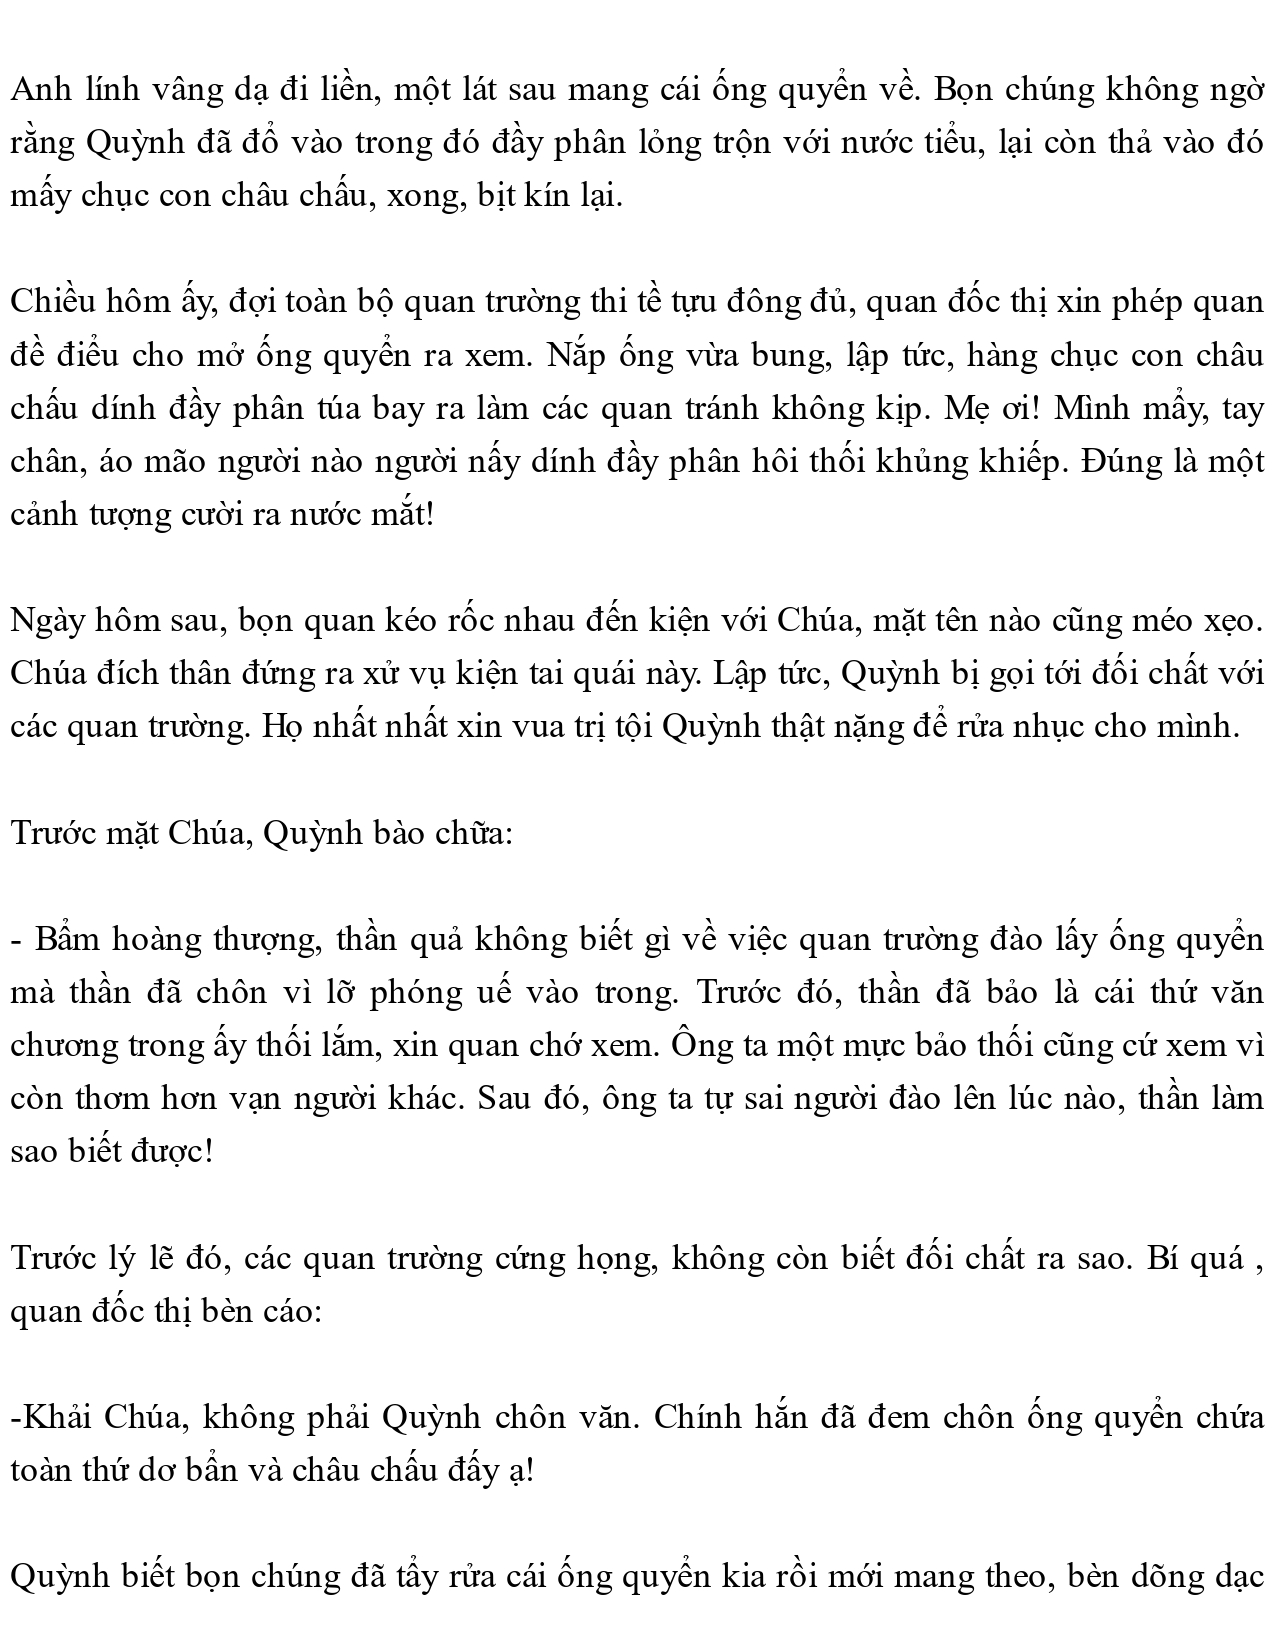 Anh lính vâng dạ đi liền, một lát sau mang cái ống quyển về. Bọn chúng không ngờ
rằng Quỳnh đã đổ vào trong đó đầy phân lỏng trộn với nước tiểu, lại còn thả vào đó
mấy chục con châu chấu, xong, bịt kín lại.
Chiều hôm ấy, đợi toàn bộ quan trường thi tề tựu đông đủ, quan đốc thị xin phép quan
đề điểu cho mở ống quyển ra xem. Nắp ống vừa bung, lập tức, hàng chục con châu
chấu dính đầy phân túa bay ra làm các quan tránh không kịp. Mẹ ơi! Mình mẩy, tay
chân, áo mão người nào người nấy dính đầy phân hôi thối khủng khiếp. Đúng là một
cảnh tượng cười ra nước mắt!
Ngày hôm sau, bọn quan kéo rốc nhau đến kiện với Chúa, mặt tên nào cũng méo xẹo.
Chúa đích thân đứng ra xử vụ kiện tai quái này. Lập tức, Quỳnh bị gọi tới đối chất với
các quan trường. Họ nhất nhất xin vua trị tội Quỳnh thật nặng để rửa nhục cho mình.
Trước mặt Chúa, Quỳnh bào chữa:
- Bẩm hoàng thượng, thần quả không biết gì về việc quan trường đào lấy ống quyển
mà thần đã chôn vì lỡ phóng uế vào trong. Trước đó, thần đã bảo là cái thứ văn
chương trong ấy thối lắm, xin quan chớ xem. Ông ta một mực bảo thối cũng cứ xem vì
còn thơm hơn vạn người khác. Sau đó, ông ta tự sai người đào lên lúc nào, thần làm
sao biết được!
Trước lý lẽ đó, các quan trường cứng họng, không còn biết đối chất ra sao. Bí quá ,
quan đốc thị bèn cáo:
-Khải Chúa, không phải Quỳnh chôn văn. Chính hắn đã đem chôn ống quyển chứa
toàn thứ dơ bẩn và châu chấu đấy ạ!
Quỳnh biết bọn chúng đã tẩy rửa cái ống quyển kia rồi mới mang theo, bèn dõng dạc